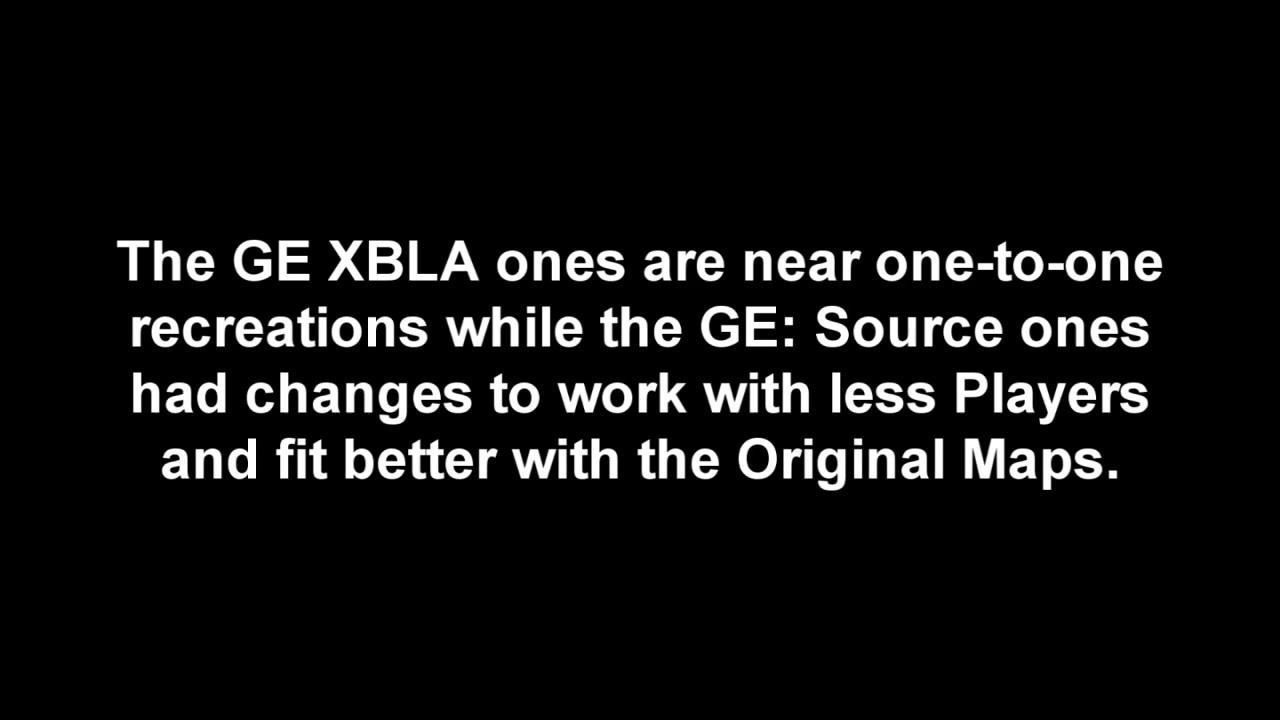 The GE XBLA ones are near one-to-one
recreations while the GE: Source ones
had changes to work with less Players
and fit better with the Original Maps.